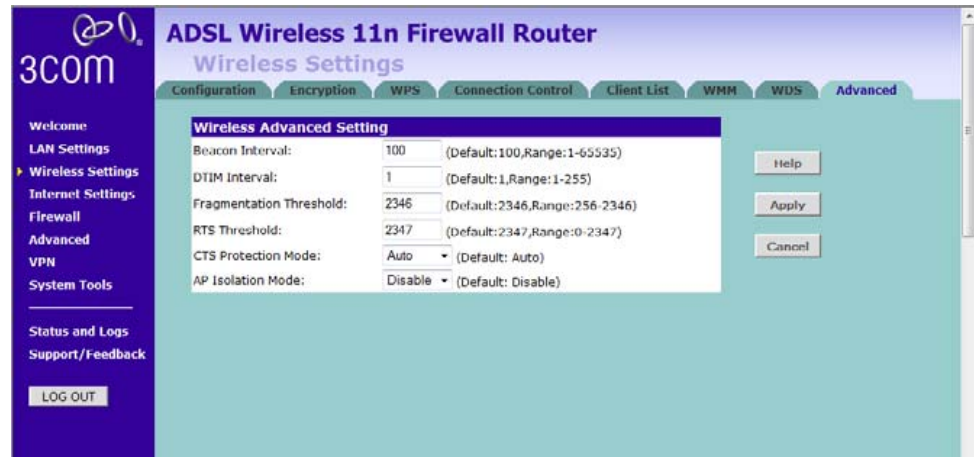 3COM
ADSL Wireless 11n Firewall Router
Wireless Settings
Configuration Encryption WPS Connection Control Client List WMM WDS Advanced
Welcome
LAN Settings
Wireless Settings
Internet Settings
Firewall
Advanced
VPN
System Tools
Status and Logs
Support/Feedback
LOG OUT
Wireless Advanced Setting
Beacon Interval: 100 (Default:100,Range:1-65535)
DTIM Interval: 1 (Default:1,Range:1-255)
Fragmentation Threshold: 2346 (Default:2346,Range:256-2346)
RTS Threshold: 2347 (Default:2347,Range:0-2347)
CTS Protection Mode: Auto (Default: Auto)
AP Isolation Mode: Disable (Default: Disable)
Help
Apply
Cancel